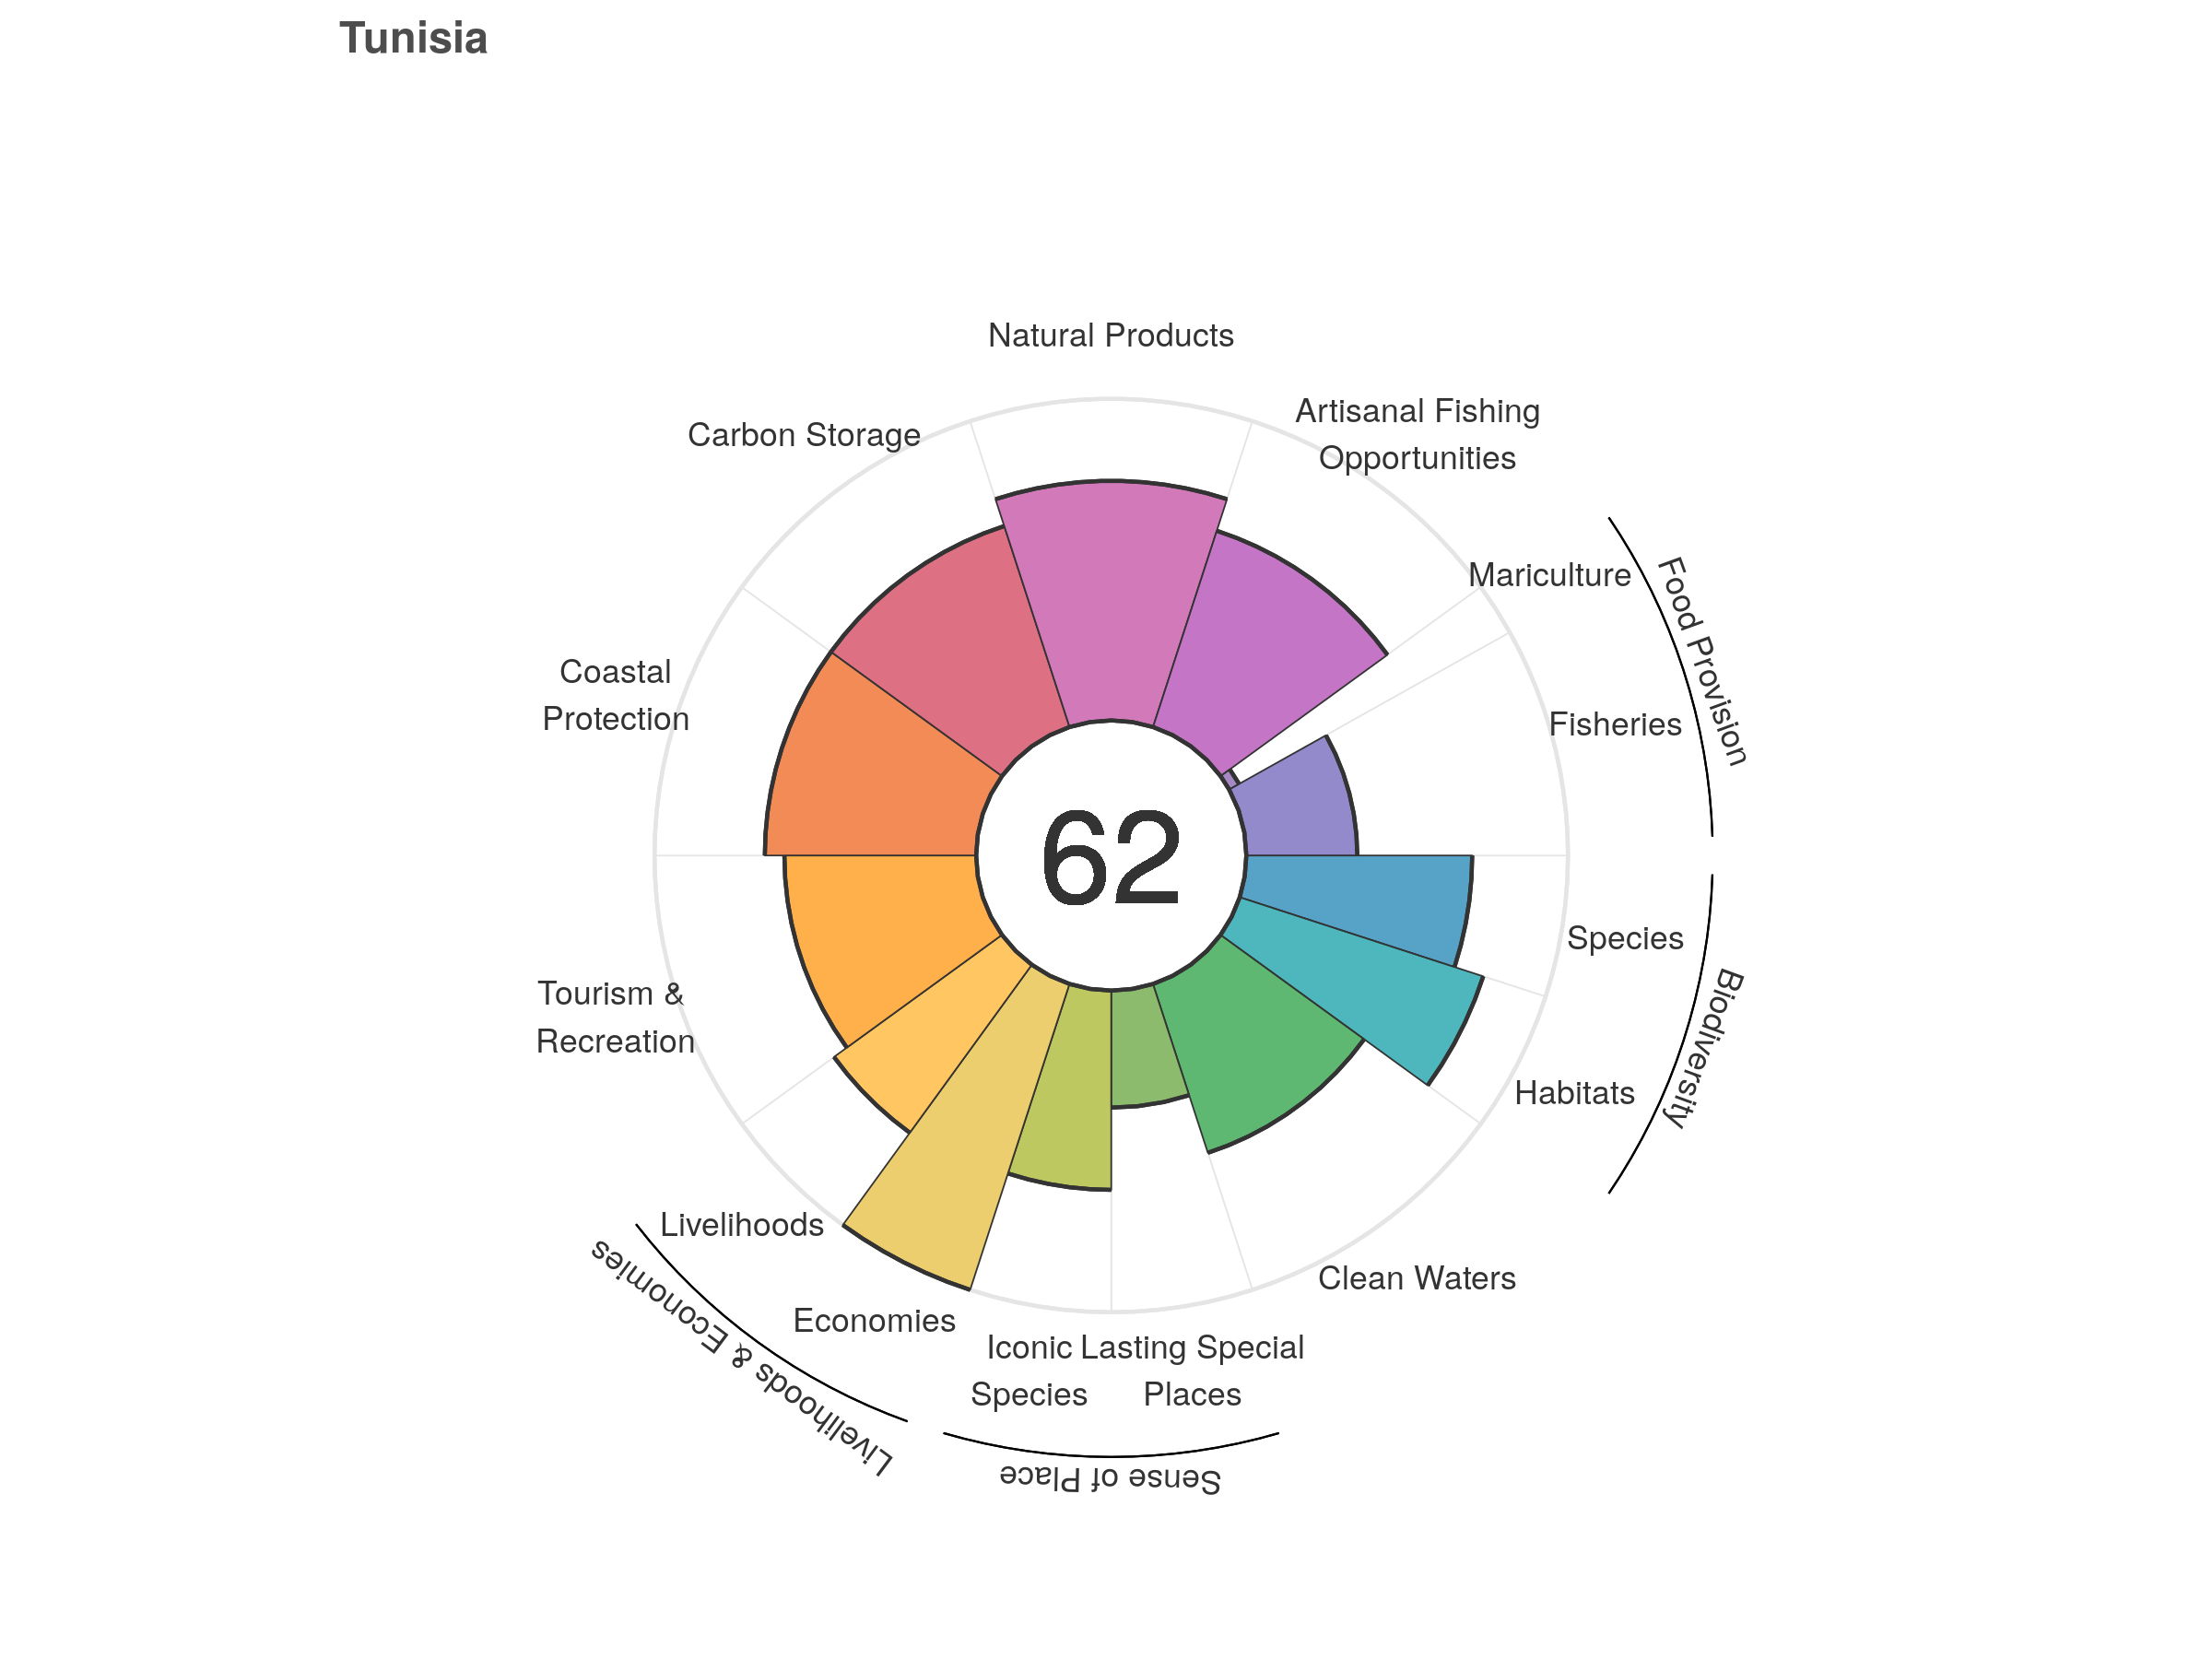 Tunisia
Natural Products
Artisanal Fishing
Opportunities
Carbon Storage
Mariculture
Food Provision
Coastal
Protection
Fisheries
62
Species
Biodiversity
Tourism &
Recreation
Habitats
Livelihoods
Clean Waters
Livelihoods & Economies
Economies
Iconic
Species
Lasting Special
Places
Sense of Place